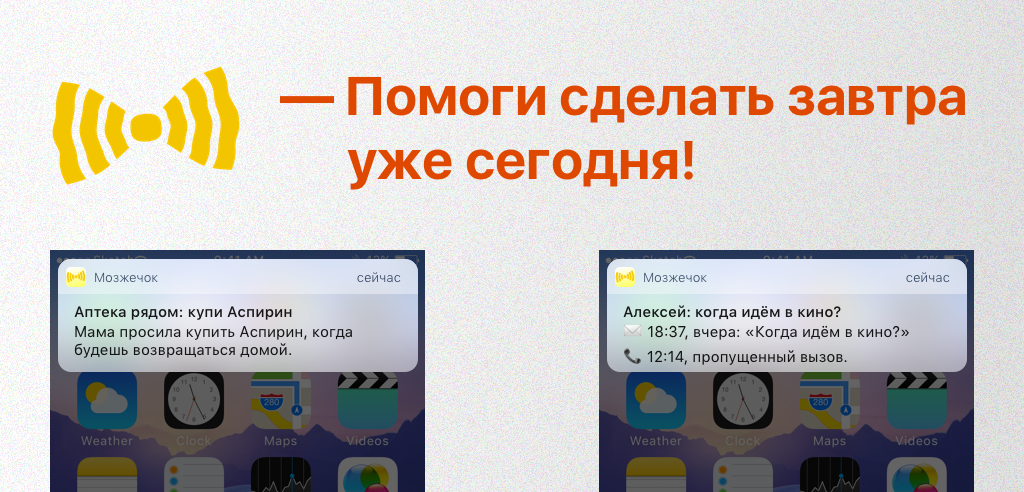 — Помоги сделать завтра
уже сегодня!
Мозжечок сейчас
Аптека рядом: купи Аспирин
Мама просила купить Аспирин, когда
будешь возвращаться домой.
Weather Clock Maps Videos
280
Мозжечок сейчас
Алексей: когда идём в кино?
18:37, вчера: «Когда идём в кино?»
12:14, пропущенный вызов.
Weather Clock Maps Videos
280